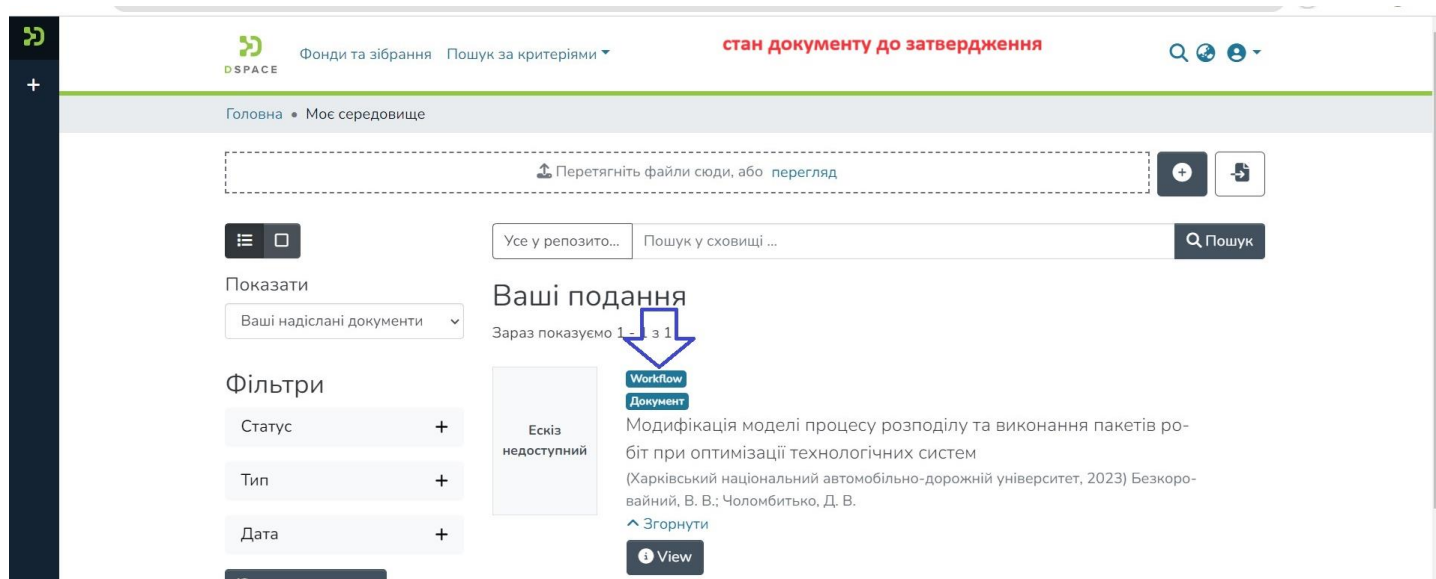 DSPACE
Фонди та зібрання Пошук за критеріями
стан документу до затвердження
Головна • Моє середовище
Перетягніть файли сюди, або перегляд
Усе у репозито... Пошук у сховищі ... Пошук
Показати
Ваші надіслані документи
Ваші подання
Зараз показуємо 1 - 1 з 1
Фільтри
Статус
Тип
Дата
Ескіз
недоступний
Workflow
Документ
Модифікація моделі процесу розподілу та виконання пакетів ро-
біт при оптимізації технологічних систем
(Харківський національний автомобільно-дорожній університет, 2023) Безкоро-
вайний, В. В.; Чоломбитько, Д. В.
Згорнути
View